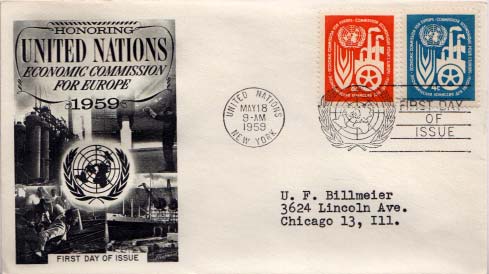 HONORING
UNITED NATIONS
ECONOMIC COMMISSION
FOR EUROPE
1959
FIRST DAY OF ISSUE
UNITED NATIONS
MAY 18
9-AM
1959
NEW YORK
4c
FIRST DAY
OF
ISSUE
U. F. Billmeier
3624 Lincoln Ave.
Chicago 13, Ill.